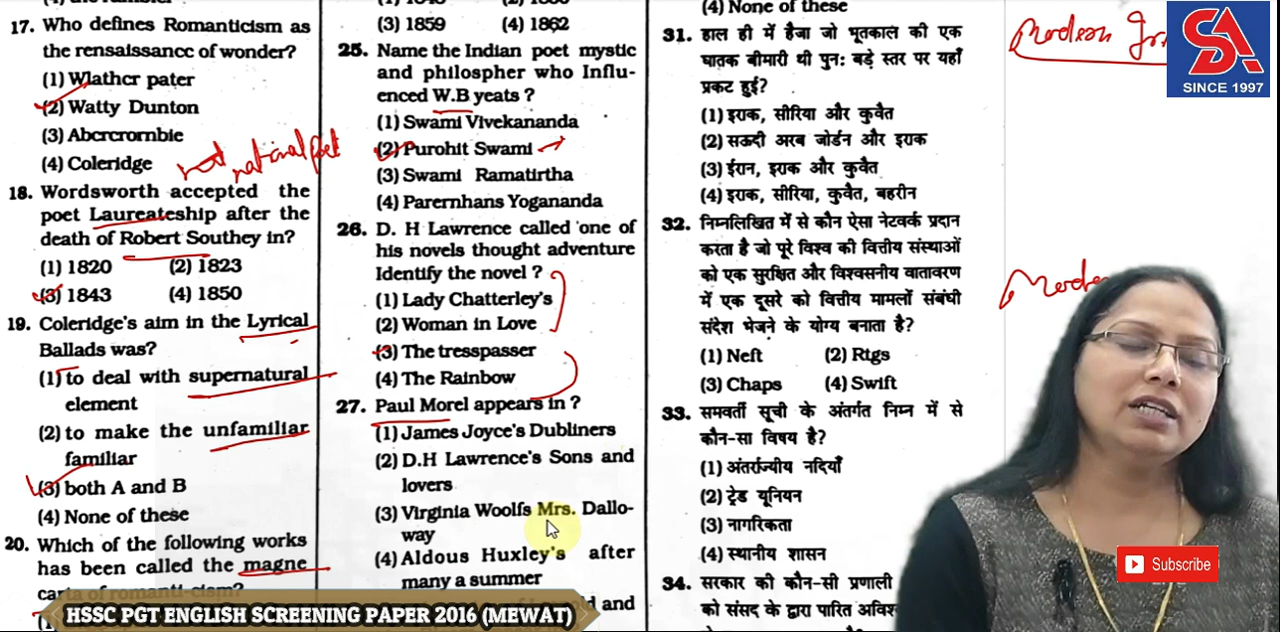 17. Who defines Romanticism as
the rensaissance of wonder?
(1) Wlather pater
(2) Watty Dunton
(3) Abcrcrornbie
(4) Coleridge
not national poet
18. Wordsworth accepted the
poet Laureateship after the
death of Robert Southey in?
(1) 1820 (2) 1823
(3) 1843 (4) 1850
19. Coleridge's aim in the Lyrical
Ballads was?
(1) to deal with supernatural
element
(2) to make the unfamiliar
familiar
(3) both A and B
(4) None of these
20. Which of the following works
has been called the magne
carta of romanti-cism?
(3) 1859 (4) 1862
25. Name the Indian poet mystic
and philospher who Influ-
enced W.B yeats ?
(1) Swami Vivekananda
(2) Purohit Swami
(3) Swami Ramatirtha
(4) Parernhans Yogananda
26. D. H Lawrence called 'one of
his novels thought adventure
Identify the novel ?
(1) Lady Chatterley's
(2) Woman in Love
(3) The tresspasser
(4) The Rainbow
27. Paul Morel appears in ?
(1) James Joyce's Dubliners
(2) D.H Lawrence's Sons and
lovers
(3) Virginia Woolfs Mrs. Dallo-
way
(4) Aldous Huxley's after
many a summer
and
(4) None of these
31. हाल ही में हैजा जो भूतकाल की एक
घातक बीमारी थी पुन: बड़े स्तर पर यहाँ
प्रकट हुई?
(1) इराक, सीरिया और कुवैत
(2) सऊदी अरब जोर्डन और इराक
(3) ईरान, इराक और कुवैत
(4) इराक, सीरिया, कुवैत, बहरीन
32. निम्नलिखित में से कौन ऐसा नेटवर्क प्रदान
करता है जो पूरे विश्व की वित्तीय संस्थाओं
को एक सुरक्षित और विश्वसनीय वातावरण
में एक दूसरे को वित्तीय मामलों संबंधी
संदेश भेजने के योग्य बनाता है?
(1) Neft (2) Rtgs
(3) Chaps (4) Swift
33. समवर्ती सूची के अंतर्गत निम्न में से
कौन-सा विषय है?
(1) अंतर्राज्यीय नदियाँ
(2) ट्रेड यूनियन
(3) नागरिकता
(4) स्थानीय शासन
34. सरकार की कौन-सी प्रणाली
को संसद के द्वारा पारित अविश
SA
SINCE 1997
Subscribe
HSSC PGT ENGLISH SCREENING PAPER 2016 (MEWAT)